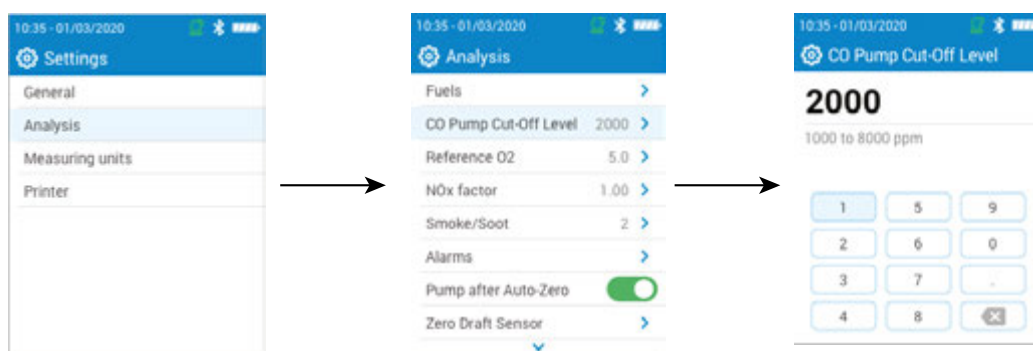 10:35 - 01/03/2020
Settings
General
Analysis
Measuring units
Printer
10:35 - 01/03/2020
Analysis
Fuels
CO Pump Cut-Off Level 2000
Reference O2 5.0
NOx factor 1.00
Smoke/Soot 2
Alarms
Pump after Auto-Zero
Zero Draft Sensor
10:35 - 01/03/2020
CO Pump Cut-Off Level
2000
1000 to 8000 ppm
1 5 9
2 6 0
3 7 .
4 8